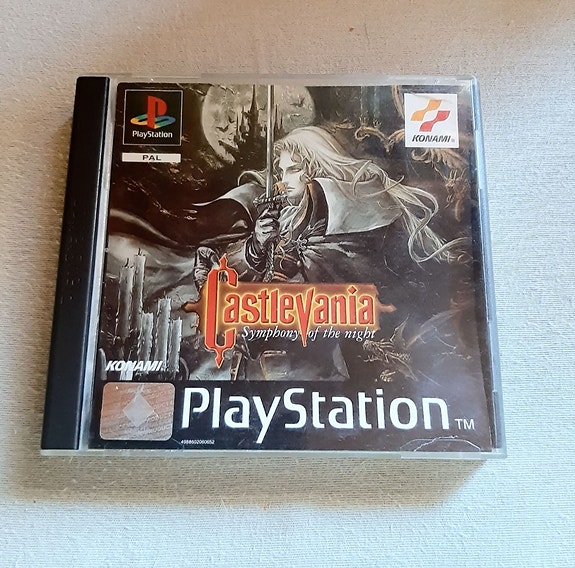 PlayStation
PAL
KONAMI®
Castlevania
Symphony of the night
KONAMI
PlayStation TM